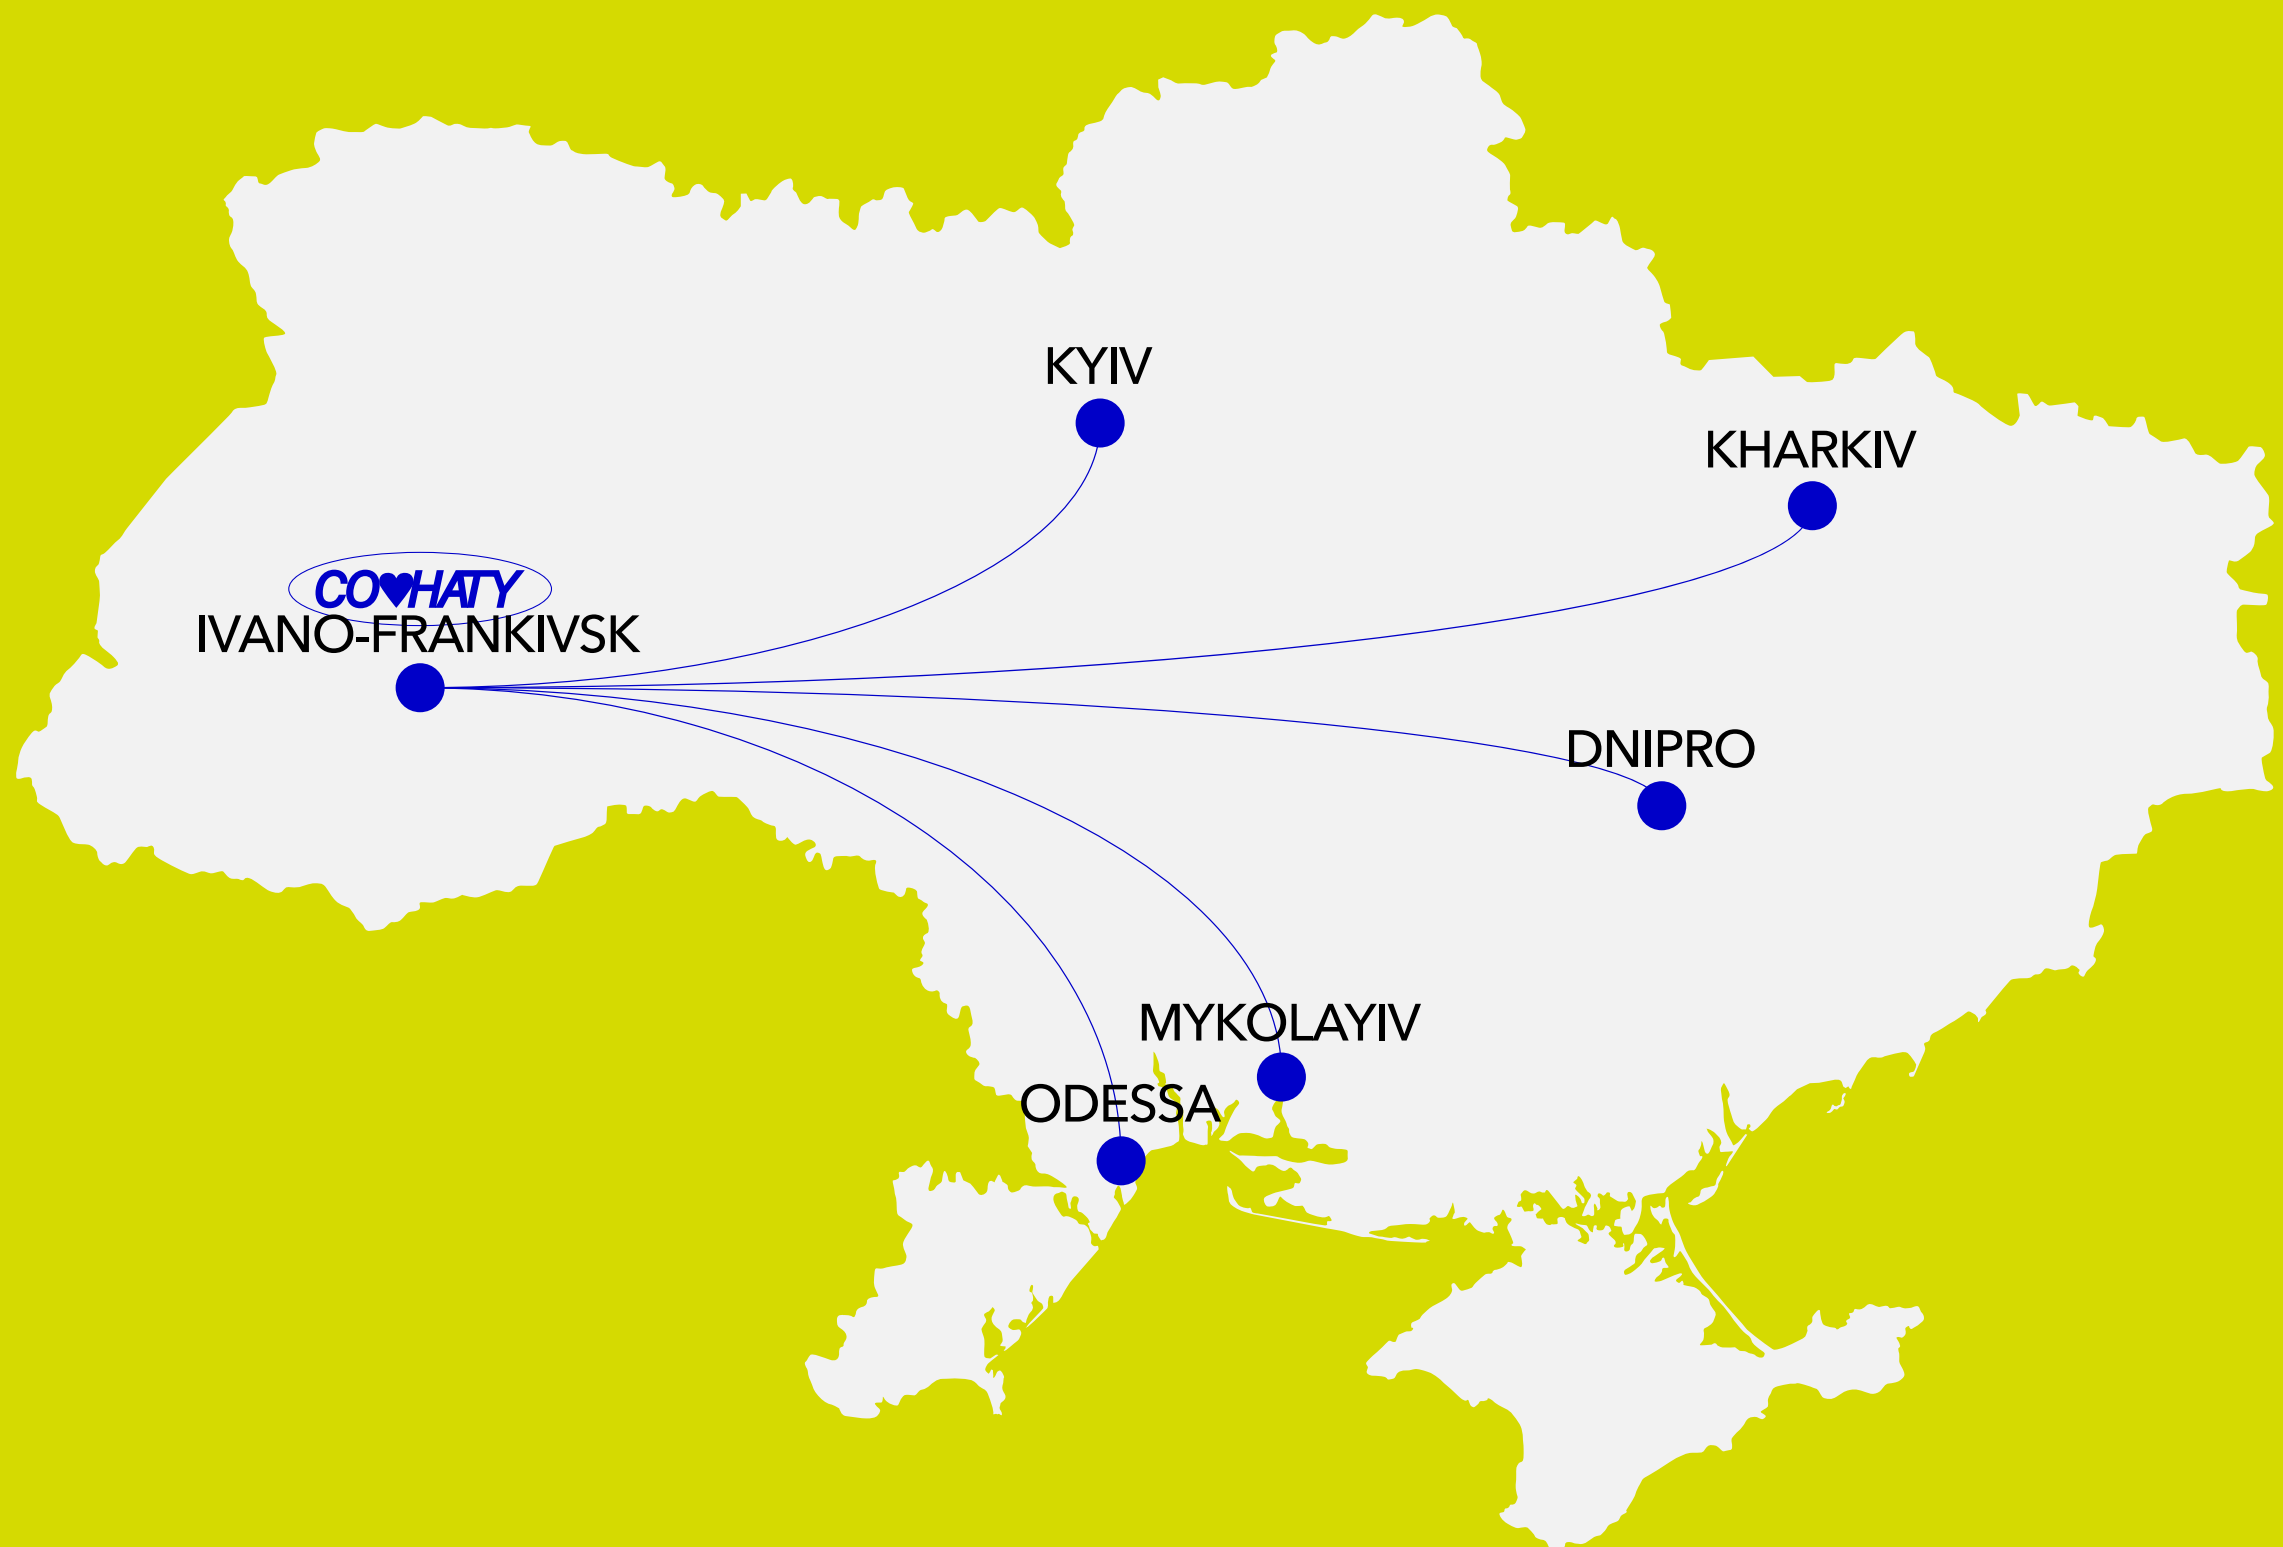 KYIV
KHARKIV
CO♥HATY
IVANO-FRANKIVSK
DNIPRO
MYKOLAYIV
ODESSA